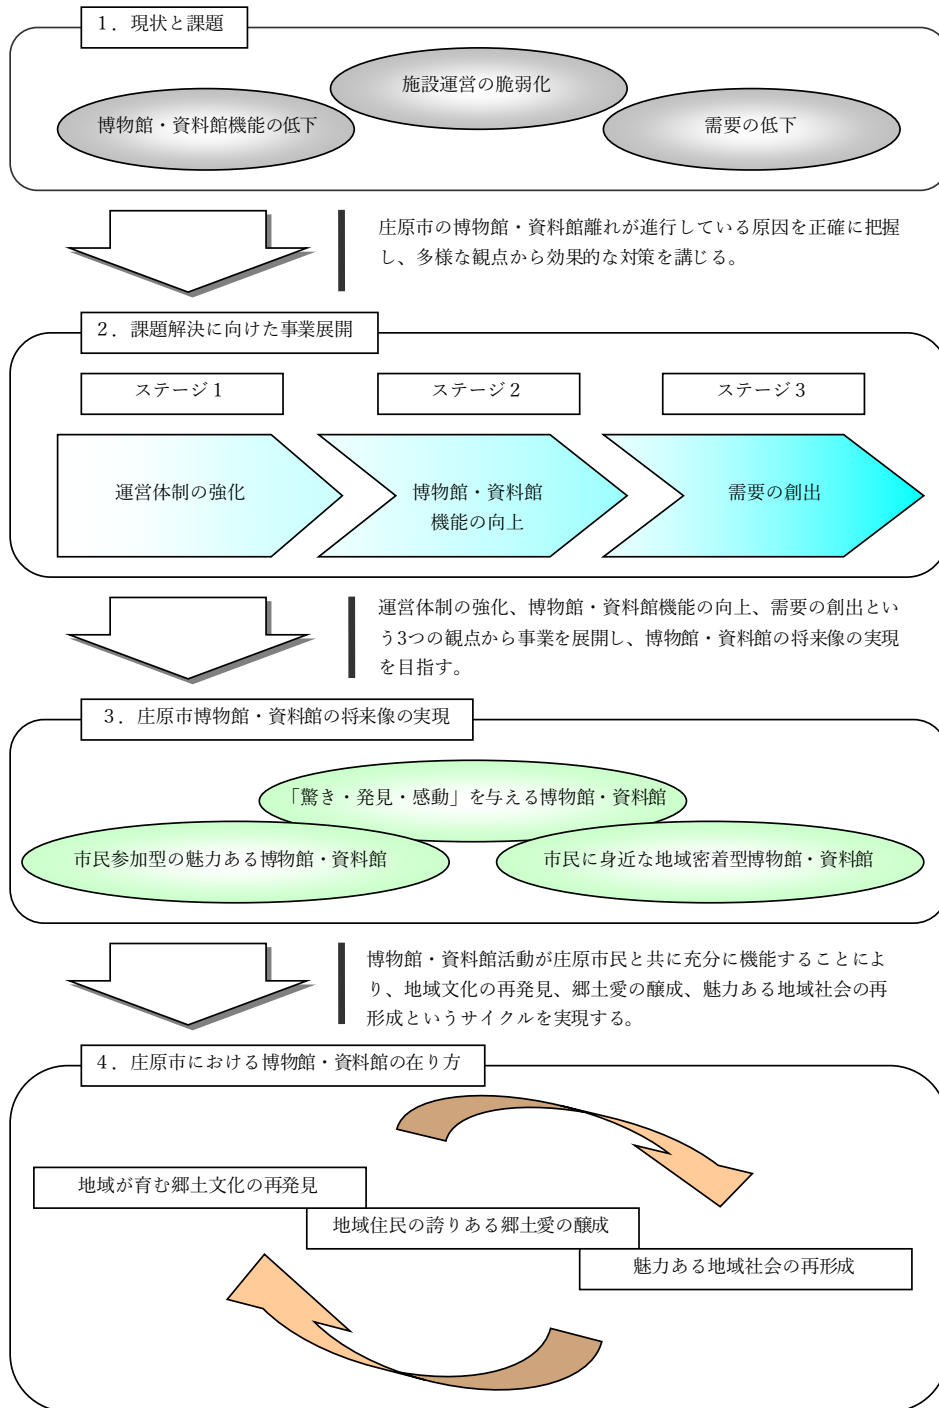 １．現状と課題
施設運営の脆弱化
博物館・資料館機能の低下
需要の低下
庄原市の博物館・資料館離れが進行している原因を正確に把握
し、多様な観点から効果的な対策を講じる。
２．課題解決に向けた事業展開
ステージ１
ステージ２
ステージ３
運営体制の強化
博物館・資料館
機能の向上
需要の創出
運営体制の強化、博物館・資料館機能の向上、需要の創出とい
う3つの観点から事業を展開し、博物館・資料館の将来像の実現
を目指す。
３．庄原市博物館・資料館の将来像の実現
「驚き・発見・感動」を与える博物館・資料館
市民参加型の魅力ある博物館・資料館
市民に身近な地域密着型博物館・資料館
博物館・資料館活動が庄原市民と共に充分に機能することによ
り、地域文化の再発見、郷土愛の醸成、魅力ある地域社会の再
形成というサイクルを実現する。
４．庄原市における博物館・資料館の在り方
地域が育む郷土文化の再発見
地域住民の誇りある郷土愛の醸成
魅力ある地域社会の再形成